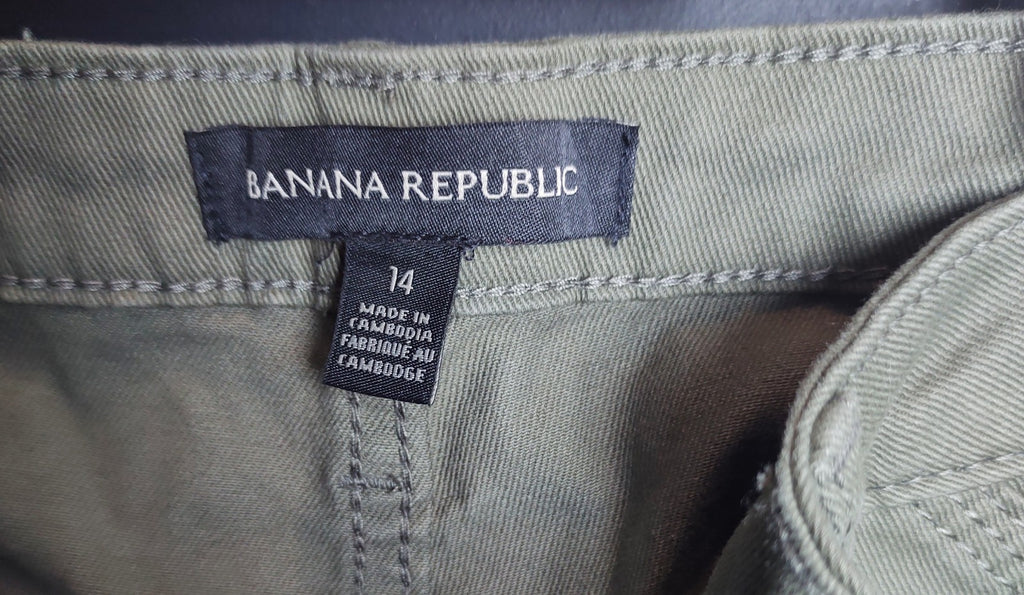 BANANA REPUBLIC
14
MADE IN
CAMBODIA
FABRIQUÉ AU
CAMBODGE